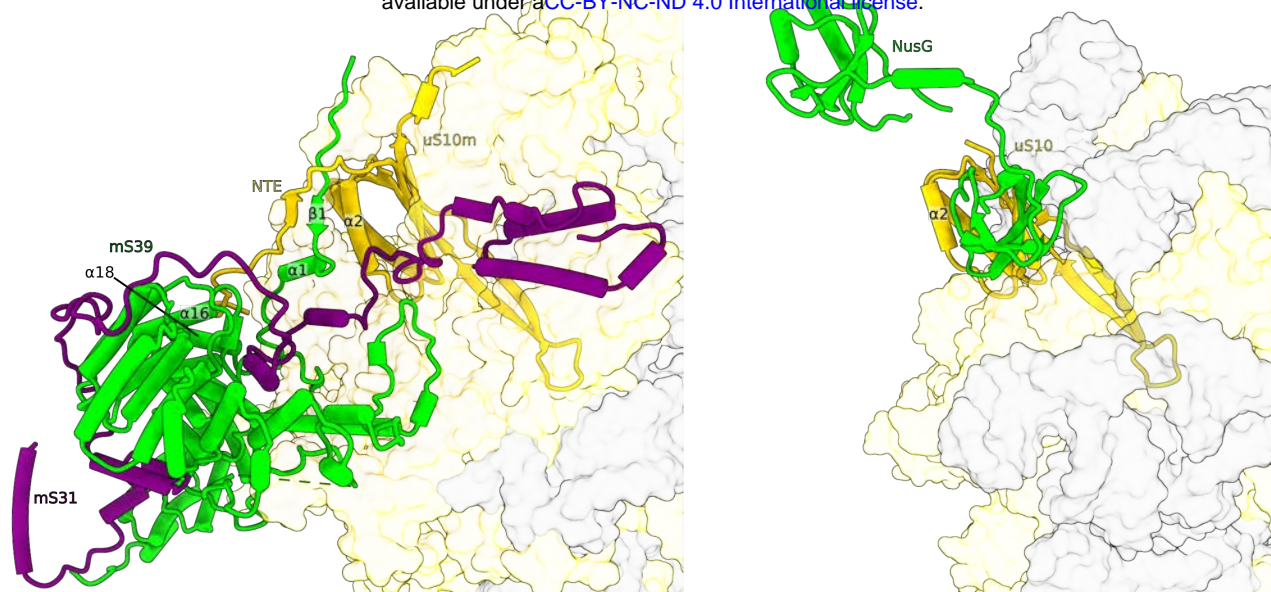 available under aCC-BY-NC-ND 4.0 International license.
NusG
uS10m
uS10
NTE
β1
α2
α2
mS39
α18
α1
α16
mS31